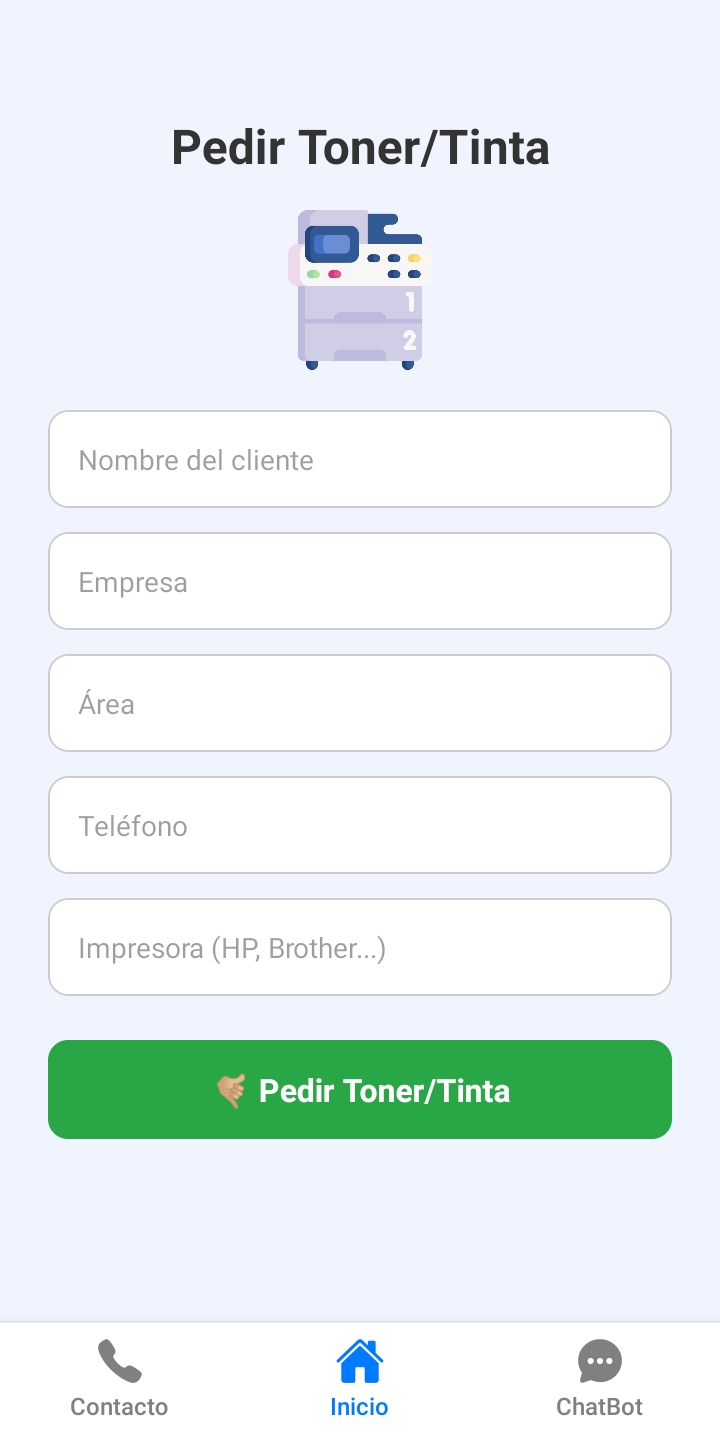 Pedir Toner/Tinta
1
2
Nombre del cliente
Empresa
Área
Teléfono
Impresora (HP, Brother...)
🤙🏼 Pedir Toner/Tinta
Contacto
Inicio
ChatBot